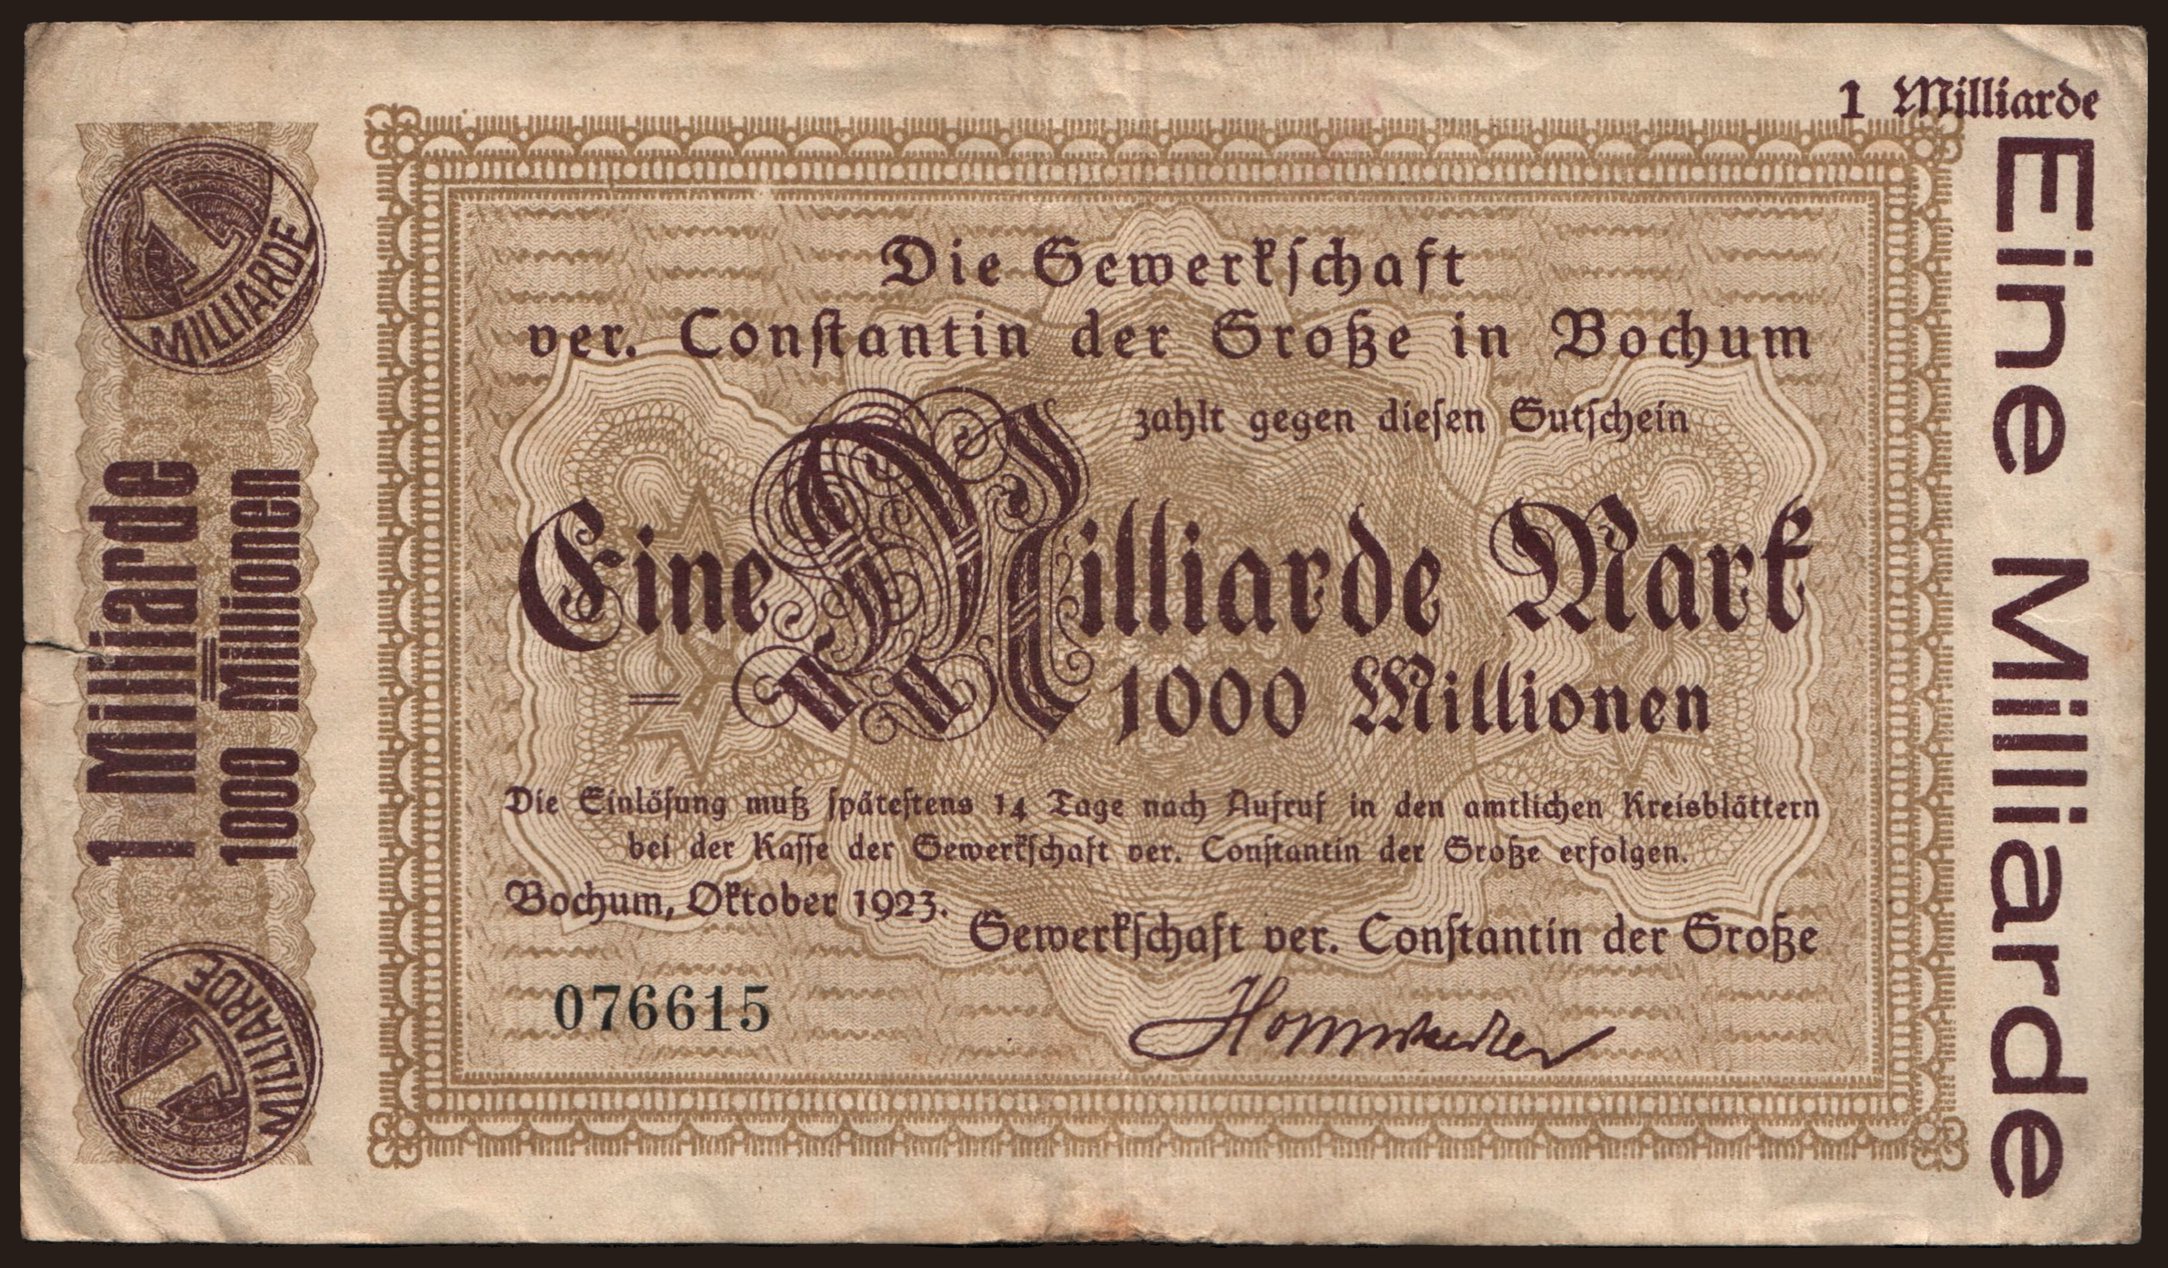 1 Milliarde
1
MILLIARDE
1 Milliarde
=
1000 Millionen
1
MILLIARDE
Die Gewerkſchaft
ver. Conſtantin der Große in Bochum
zahlt gegen dieſen Gutſchein
Eine Milliarde Mark
= 1000 Millionen
Die Einlöſung muß ſpäteſtens 14 Tage nach Aufruf in den amtlichen Kreisblättern
bei der Kaſſe der Gewerkſchaft ver. Conſtantin der Große erfolgen.
Bochum, Oktober 1923.
Gewerkſchaft ver. Conſtantin der Große
076615
Eine Milliarde